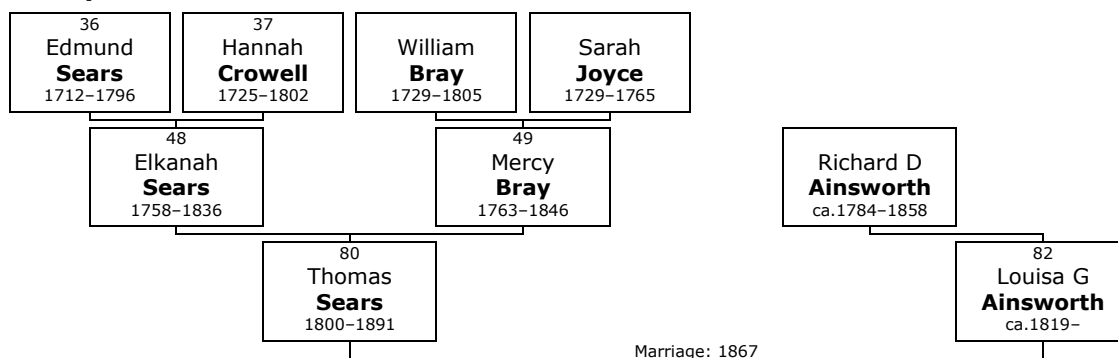 36
Edmund
Sears
1712–1796
37
Hannah
Crowell
1725–1802
William
Bray
1729–1805
Sarah
Joyce
1729–1765
48
Elkanah
Sears
1758–1836
49
Mercy
Bray
1763–1846
Richard D
Ainsworth
ca.1784–1858
80
Thomas
Sears
1800–1891
82
Louisa G
Ainsworth
ca.1819–
Marriage: 1867